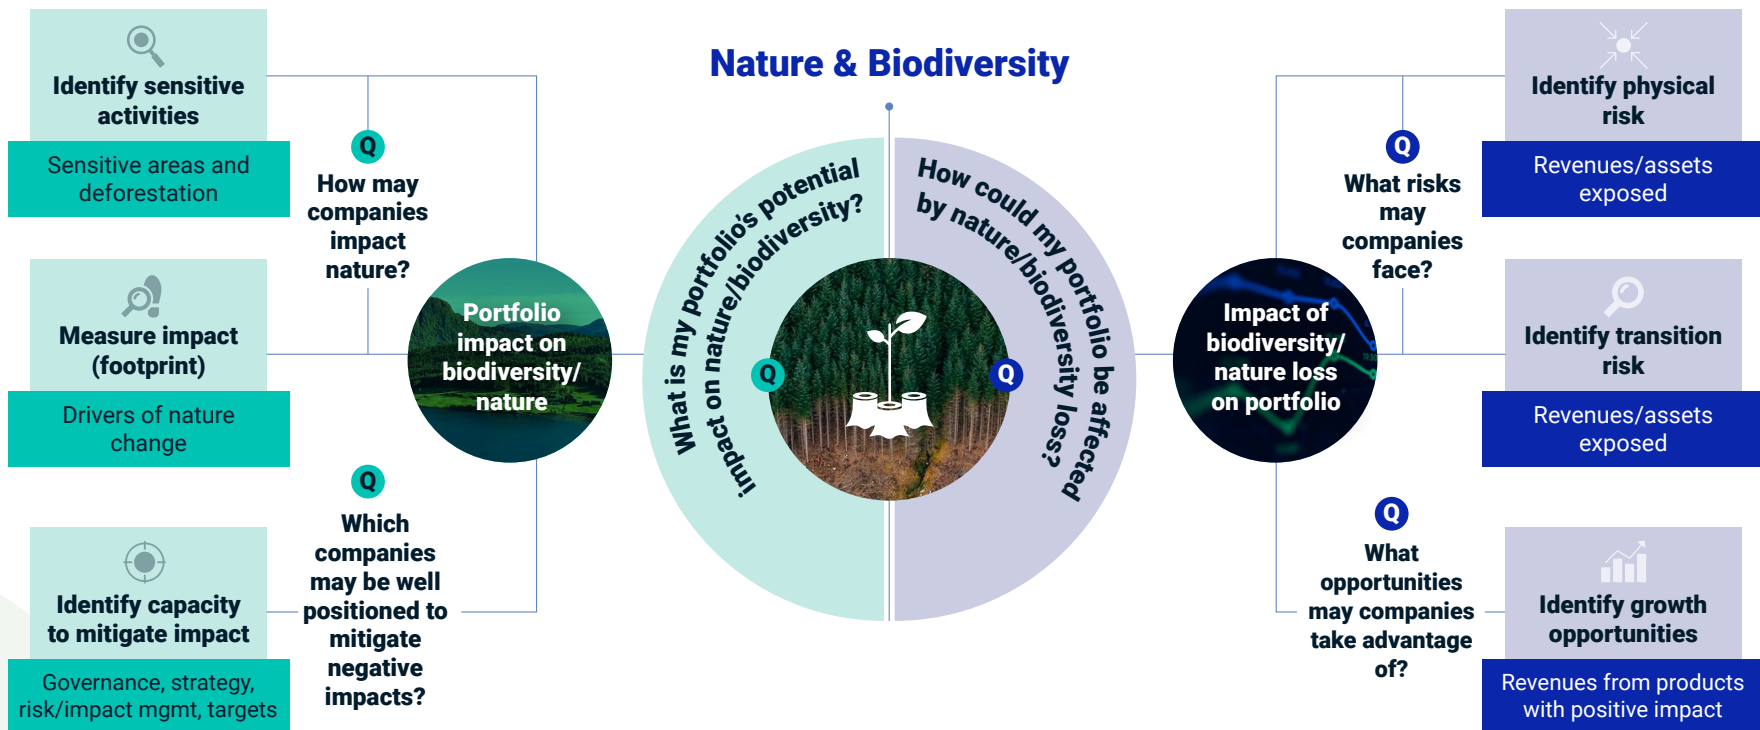 Nature & Biodiversity
Identify sensitive
activities
Sensitive areas and
deforestation
Q
How may
companies
impact
nature?
Measure impact
(footprint)
Drivers of nature
change
Portfolio
impact on
biodiversity/
nature
Q
Which
companies
may be well
positioned to
mitigate
negative
impacts?
Identify capacity
to mitigate impact
Governance, strategy,
risk/impact mgmt, targets
What is my portfolio's potential
impact on nature/biodiversity?
Q
How could my portfolio be affected
by nature/biodiversity loss?
Q
Impact of
biodiversity/
nature loss
on portfolio
Q
What risks
may
companies
face?
Identify physical
risk
Revenues/assets
exposed
Identify transition
risk
Revenues/assets
exposed
Q
What
opportunities
may companies
take advantage
of?
Identify growth
opportunities
Revenues from products
with positive impact